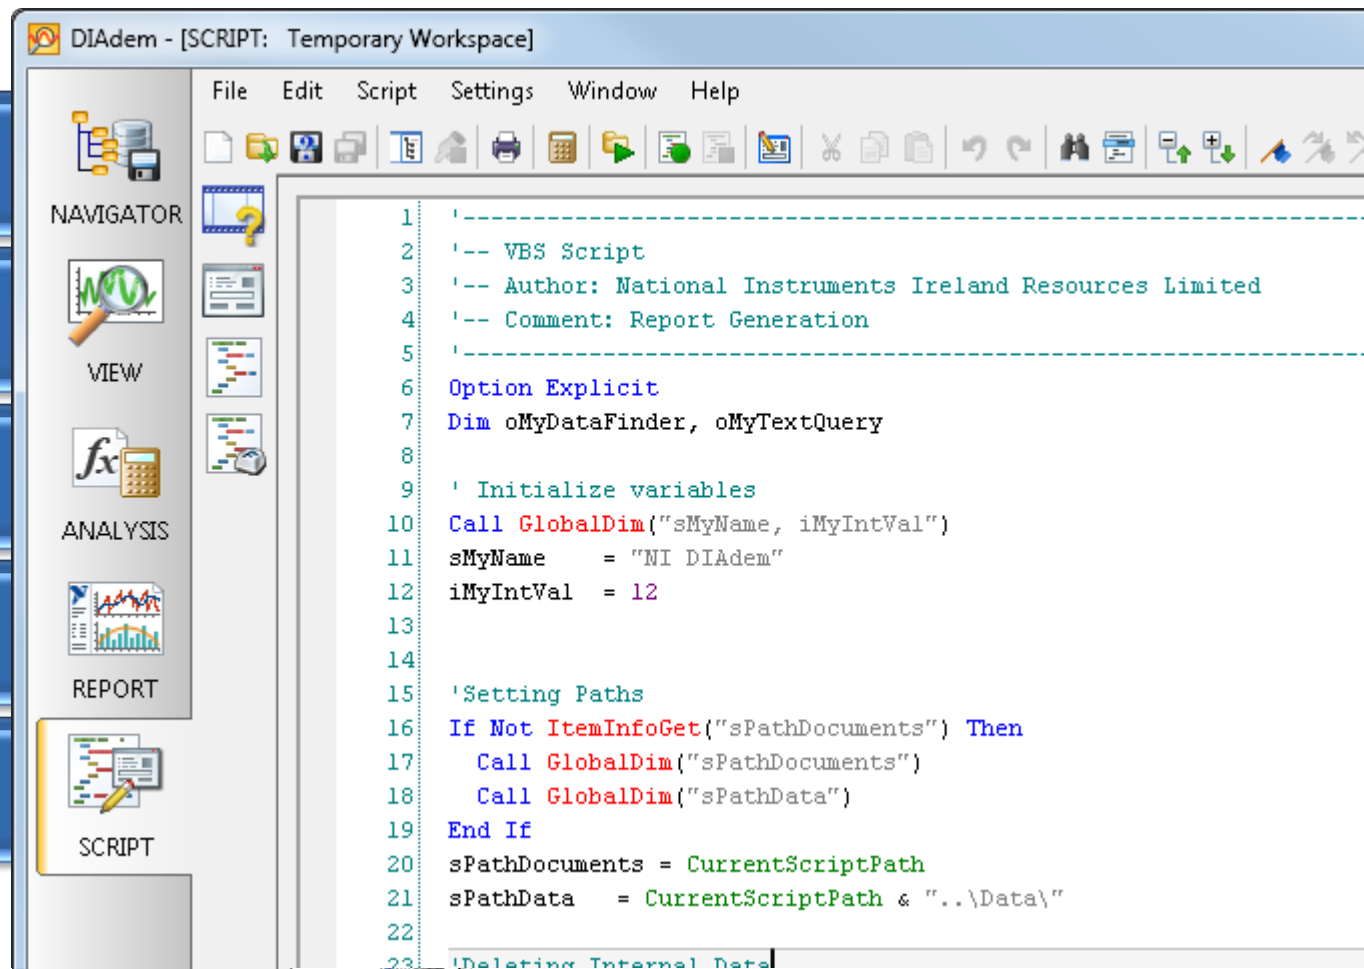 DIAdem - [SCRIPT:   Temporary Workspace]
File Edit Script Settings Window Help
NAVIGATOR
VIEW
ANALYSIS
REPORT
SCRIPT
1 '-----------------------------------------------------------------
2 '-- VBS Script
3 '-- Author: National Instruments Ireland Resources Limited
4 '-- Comment: Report Generation
5 '-----------------------------------------------------------------
6 Option Explicit
7 Dim oMyDataFinder, oMyTextQuery
8
9 ' Initialize variables
10 Call GlobalDim("sMyName, iMyIntVal")
11 sMyName    = "NI DIAdem"
12 iMyIntVal  = 12
13
14
15 'Setting Paths
16 If Not ItemInfoGet("sPathDocuments") Then
17   Call GlobalDim("sPathDocuments")
18   Call GlobalDim("sPathData")
19 End If
20 sPathDocuments = CurrentScriptPath
21 sPathData   = CurrentScriptPath & "..\Data\"
22
23 'Deleting Internal Data